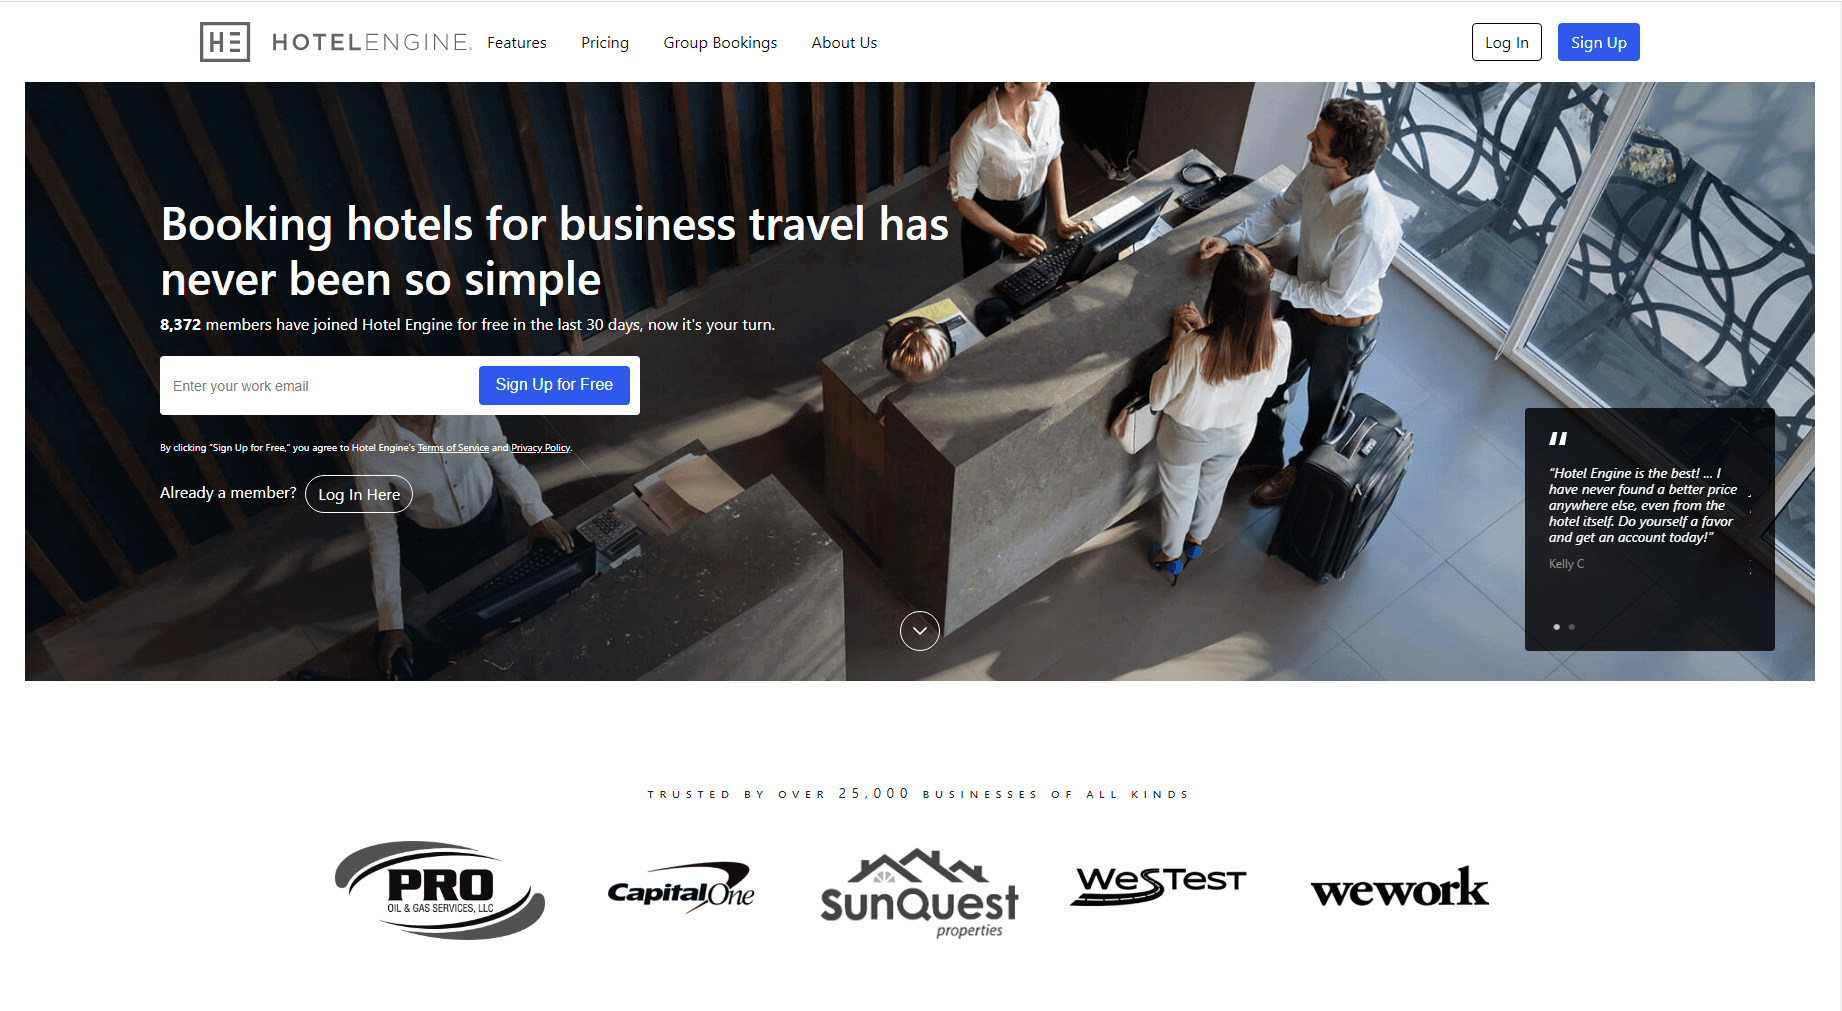 HE HOTELENGINE. Features Pricing Group Bookings About Us Log In Sign Up
Booking hotels for business travel has
never been so simple
8,372 members have joined Hotel Engine for free in the last 30 days, now it's your turn.
Enter your work email Sign Up for Free
By clicking "Sign Up for Free," you agree to Hotel Engine's Terms of Service and Privacy Policy.
Already a member? Log In Here
"
“Hotel Engine is the best! ... I
have never found a better price
anywhere else, even from the
hotel itself. Do yourself a favor
and get an account today!”
Kelly C
TRUSTED BY OVER 25,000 BUSINESSES OF ALL KINDS
PRO
OIL & GAS SERVICES, LLC
CapitalOne
SunQuest
properties
WESTEST
wework